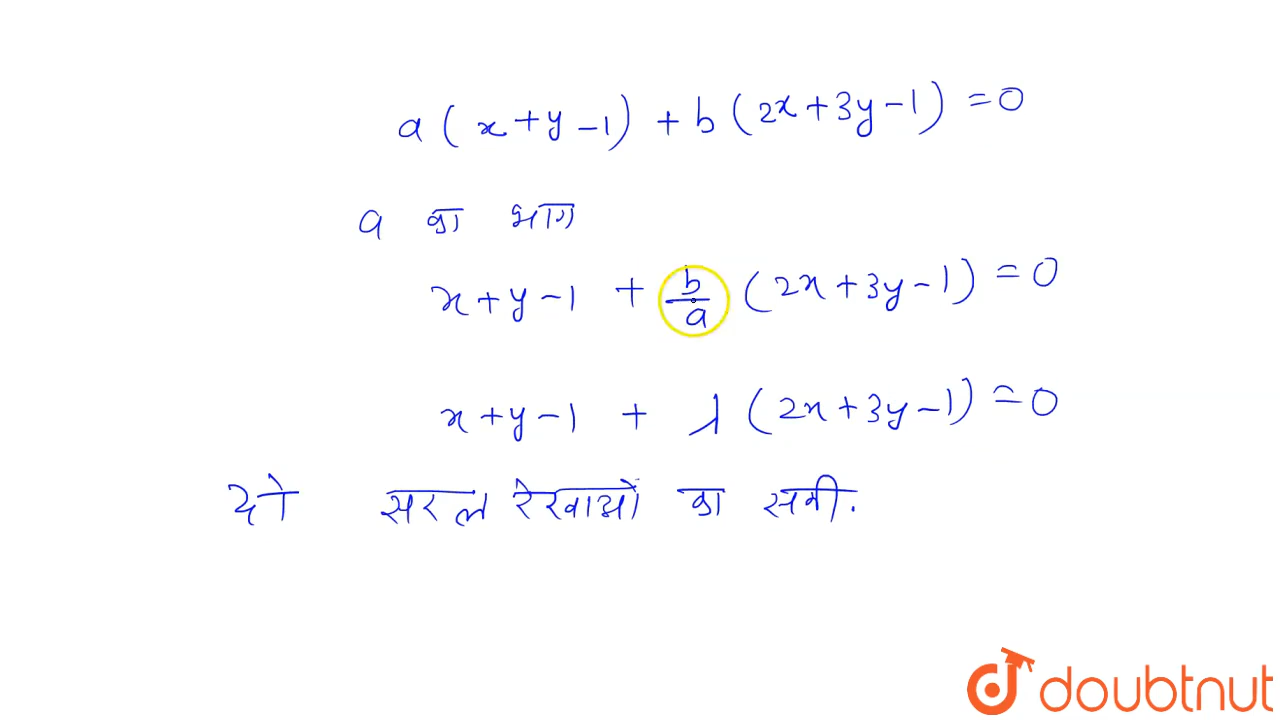 a (x+y-1) + b (2x+3y-1) = 0
a का भाग
x+y-1 + b/a (2x+3y-1) = 0
x+y-1 + λ (2x+3y-1) = 0
दो सरल रेखाओं का समी.
doubtnut